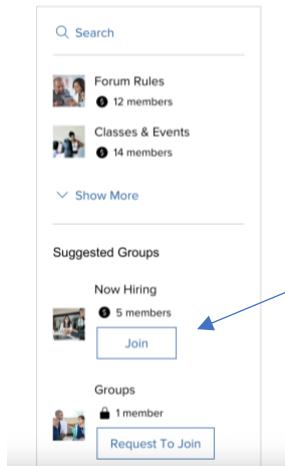 Search
Forum Rules
12 members
Classes & Events
14 members
Show More
Suggested Groups
Now Hiring
5 members
Join
Groups
1 member
Request To Join